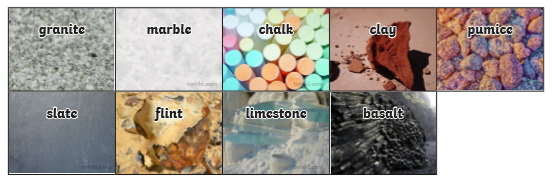 granite
marble
chalk
clay
pumice
slate
flint
limestone
basalt